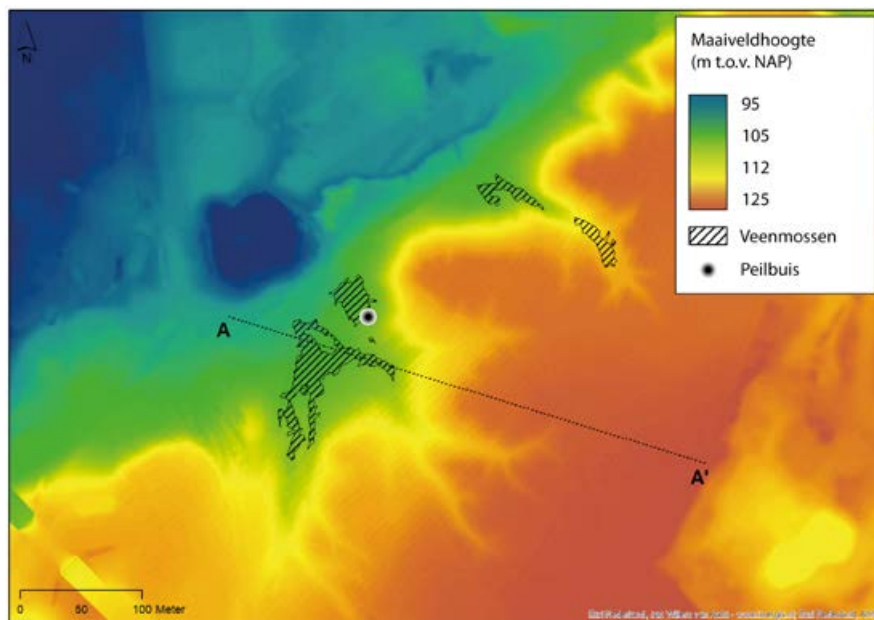 N
Maaiveldhoogte
(m t.o.v. NAP)
95
105
112
125
Veenmossen
Peilbuis
A
A'
0 50 100 Meter